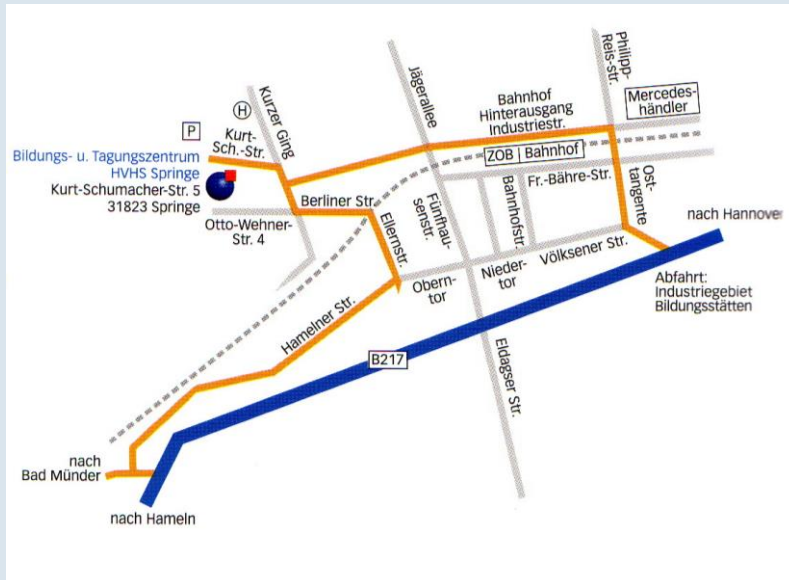 Philipp-
Reis-str.
Jägerallee
Bahnhof
Hinterausgang
Industriestr.
Mercedes-
händler
H
Kurzer Ging
P
Kurt-
Sch.-Str.
ZOB | Bahnhof
Bildungs- u. Tagungszentrum
HVHS Springe
Kurt-Schumacher-Str. 5
31823 Springe
Fr.-Bähre-Str.
Ost-
tangente
Berliner Str.
Fünfhau-
senstr.
Bahnhofstr.
Otto-Wehner-
Str. 4
Ellernstr.
nach Hannover
Völksener Str.
Obern-
tor
Nieder-
tor
Abfahrt:
Industriegebiet
Bildungsstätten
Hamelner Str.
B217
Eldagser Str.
nach
Bad Münder
nach Hameln